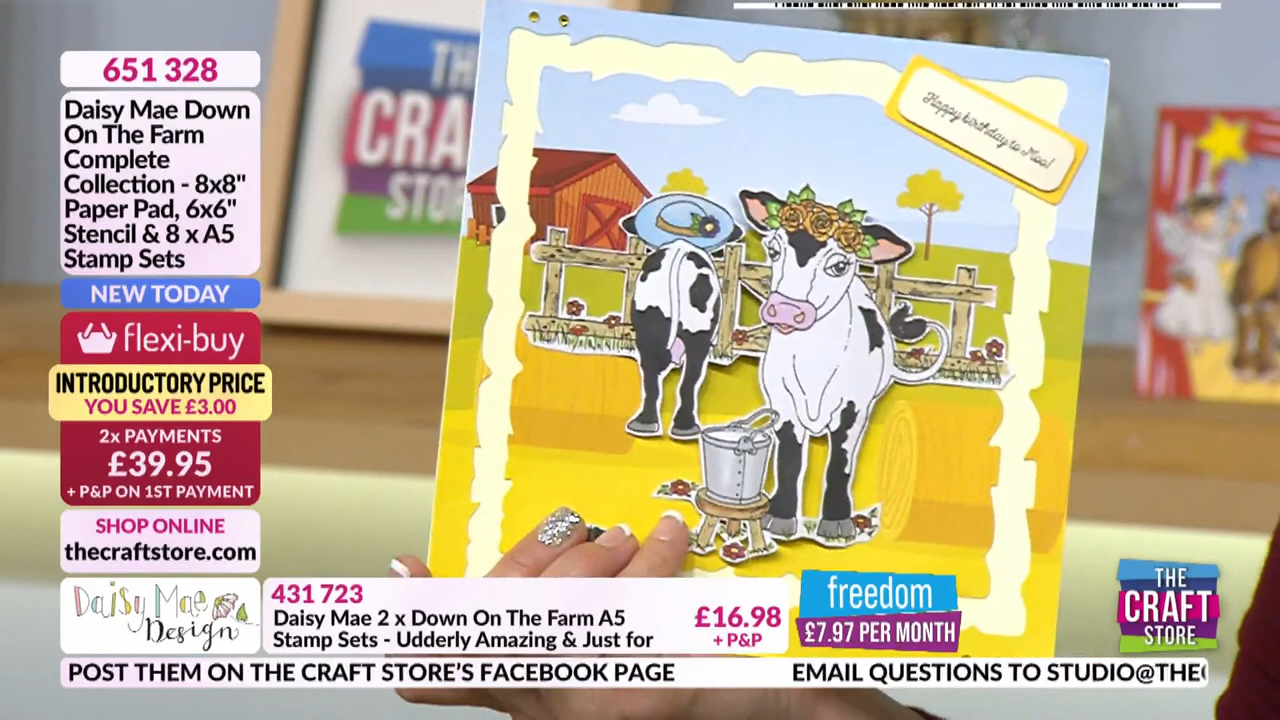 651 328
Daisy Mae Down
On The Farm
Complete
Collection - 8x8"
Paper Pad, 6x6"
Stencil & 8 x A5
Stamp Sets
NEW TODAY
flexi-buy
INTRODUCTORY PRICE
YOU SAVE £3.00
2x PAYMENTS
£39.95
+ P&P ON 1ST PAYMENT
SHOP ONLINE
thecraftstore.com
THE
CRA
STO
Happy birthday to Moo!
Daisy Mae
Design
431 723
Daisy Mae 2 x Down On The Farm A5
Stamp Sets - Udderly Amazing & Just for
£16.98
+ P&P
freedom
£7.97 PER MONTH
THE
CRAFT
STORE
POST THEM ON THE CRAFT STORE'S FACEBOOK PAGE
EMAIL QUESTIONS TO STUDIO@THE